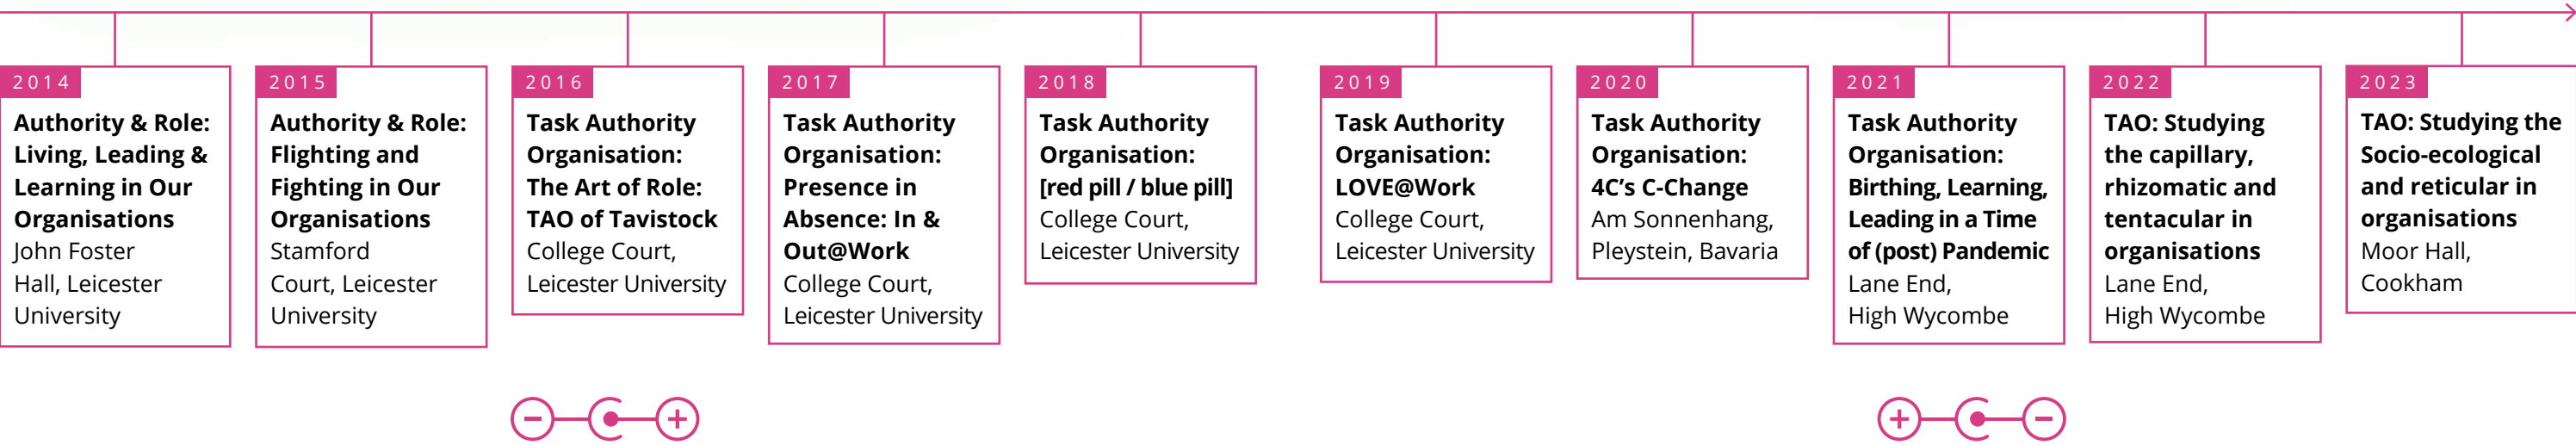 2014
Authority & Role:
Living, Leading &
Learning in Our
Organisations
John Foster
Hall, Leicester
University
2015
Authority & Role:
Flighting and
Fighting in Our
Organisations
Stamford
Court, Leicester
University
2016
Task Authority
Organisation:
The Art of Role:
TAO of Tavistock
College Court,
Leicester University
2017
Task Authority
Organisation:
Presence in
Absence: In &
Out@Work
College Court,
Leicester University
2018
Task Authority
Organisation:
[red pill / blue pill]
College Court,
Leicester University
2019
Task Authority
Organisation:
LOVE@Work
College Court,
Leicester University
2020
Task Authority
Organisation:
4C’s C-Change
Am Sonnenhang,
Pleystein, Bavaria
2021
Task Authority
Organisation:
Birthing, Learning,
Leading in a Time
of (post) Pandemic
Lane End,
High Wycombe
2022
TAO: Studying
the capillary,
rhizomatic and
tentacular in
organisations
Lane End,
High Wycombe
2023
TAO: Studying the
Socio-ecological
and reticular in
organisations
Moor Hall,
Cookham